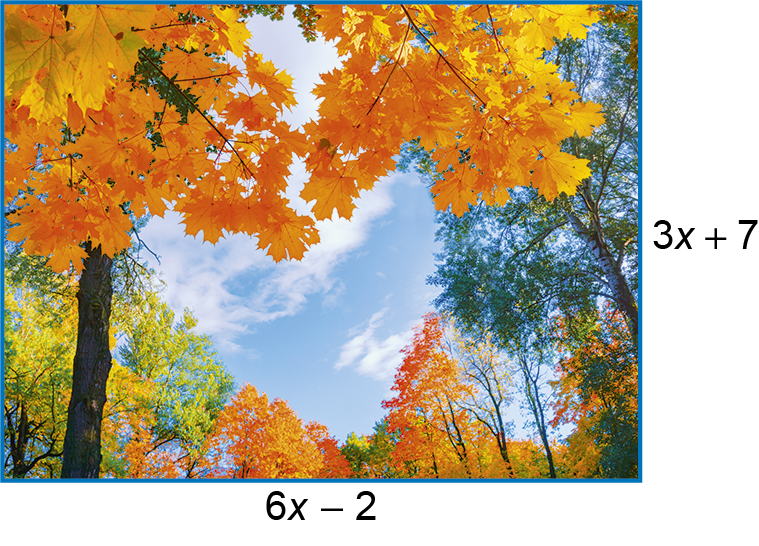 3x + 7
6x – 2